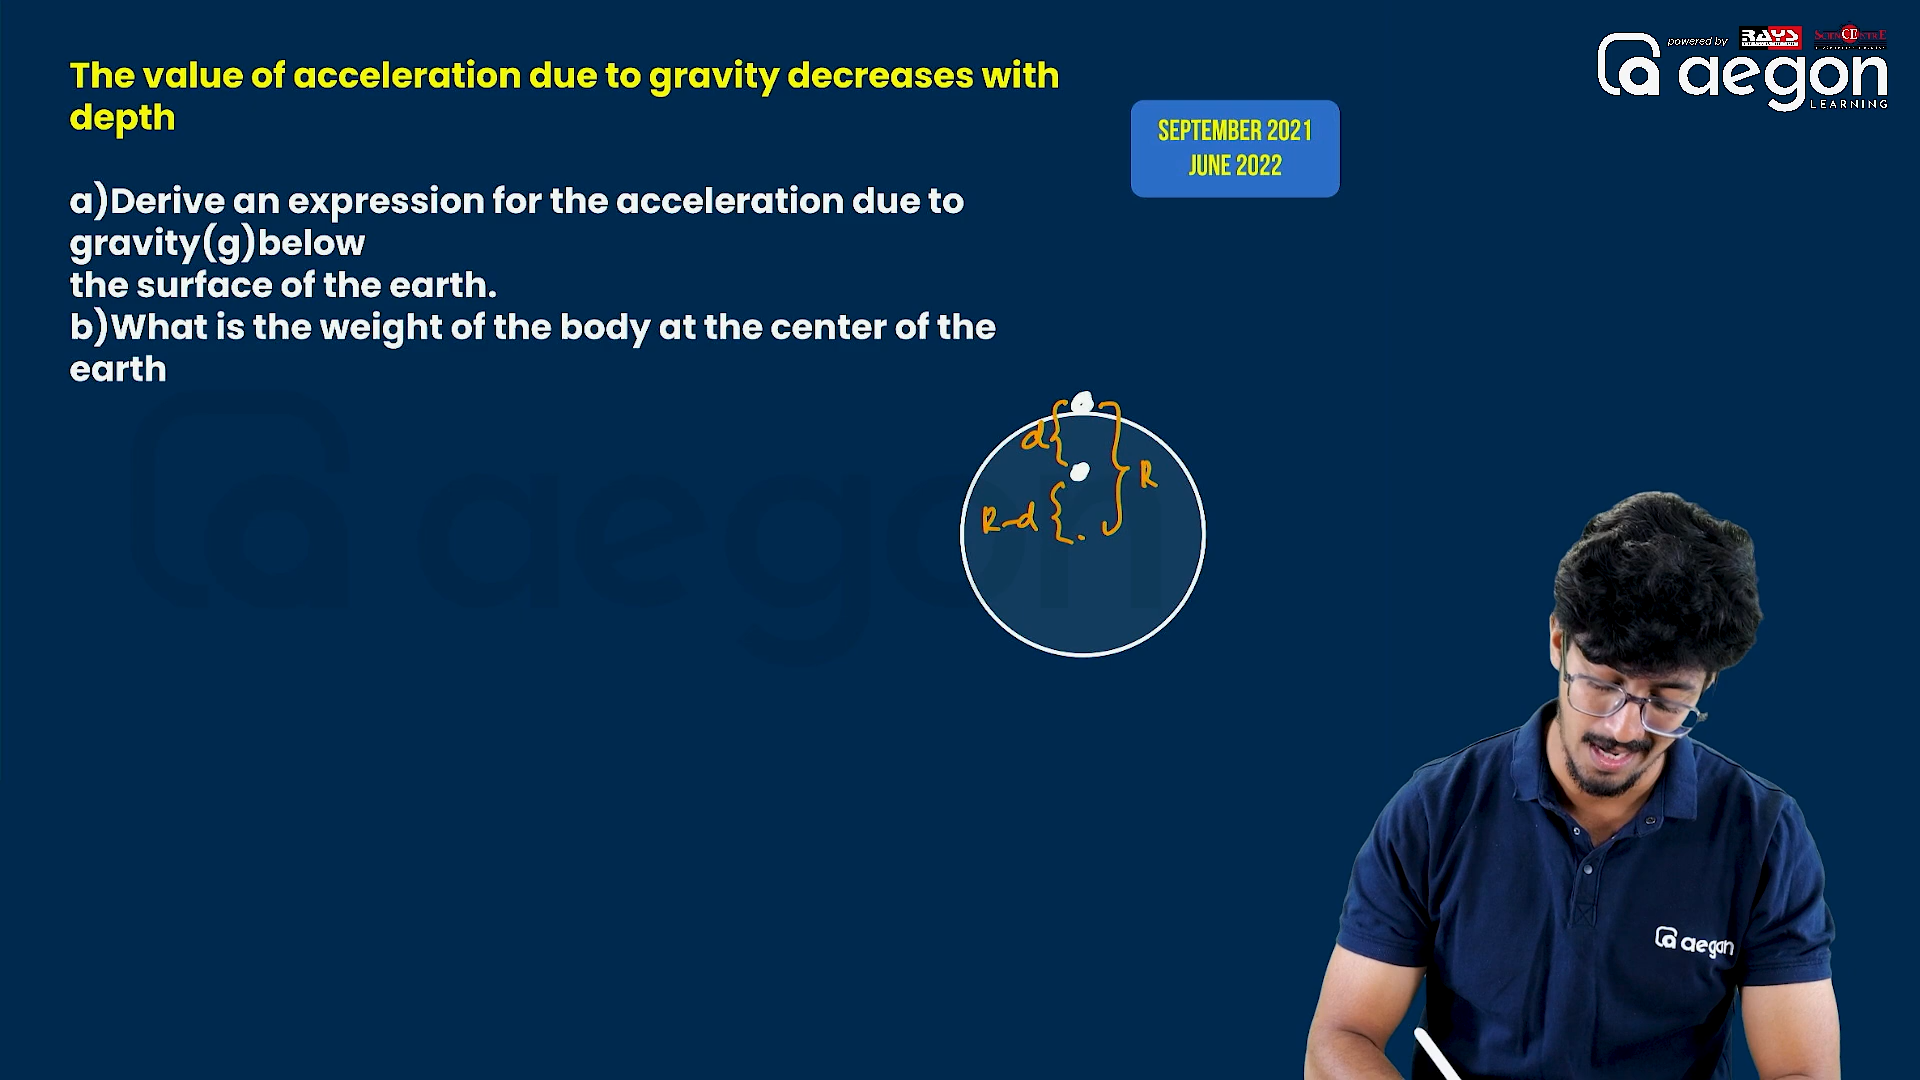 The value of acceleration due to gravity decreases with
depth
SEPTEMBER 2021
JUNE 2022
a)Derive an expression for the acceleration due to
gravity(g)below
the surface of the earth.
b)What is the weight of the body at the center of the
earth
powered by RAYS
aegon
LEARNING
d
R
R-d
aegon
aegon